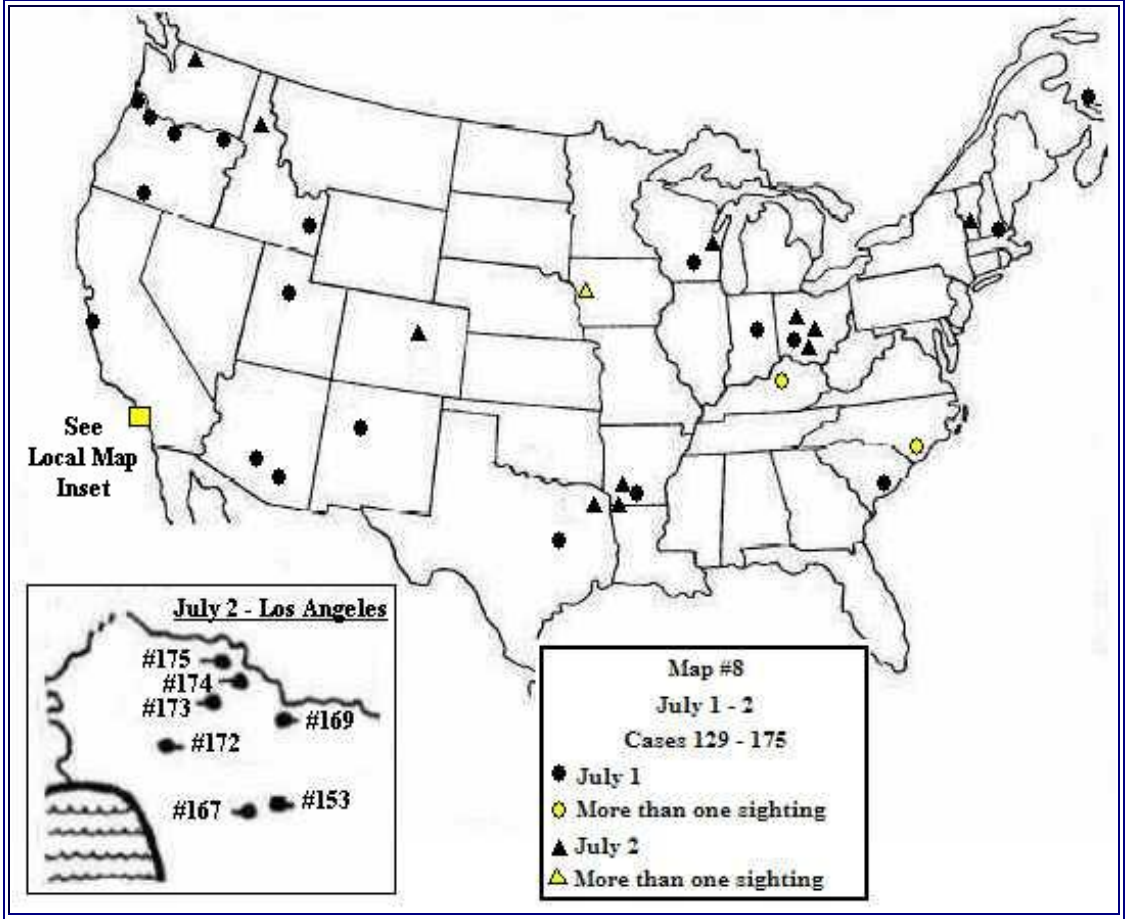 See
Local Map
Inset
July 2 - Los Angeles
#175
#174
#173
#169
#172
#167
#153
Map #8
July 1 - 2
Cases 129 - 175
July 1
More than one sighting
July 2
More than one sighting